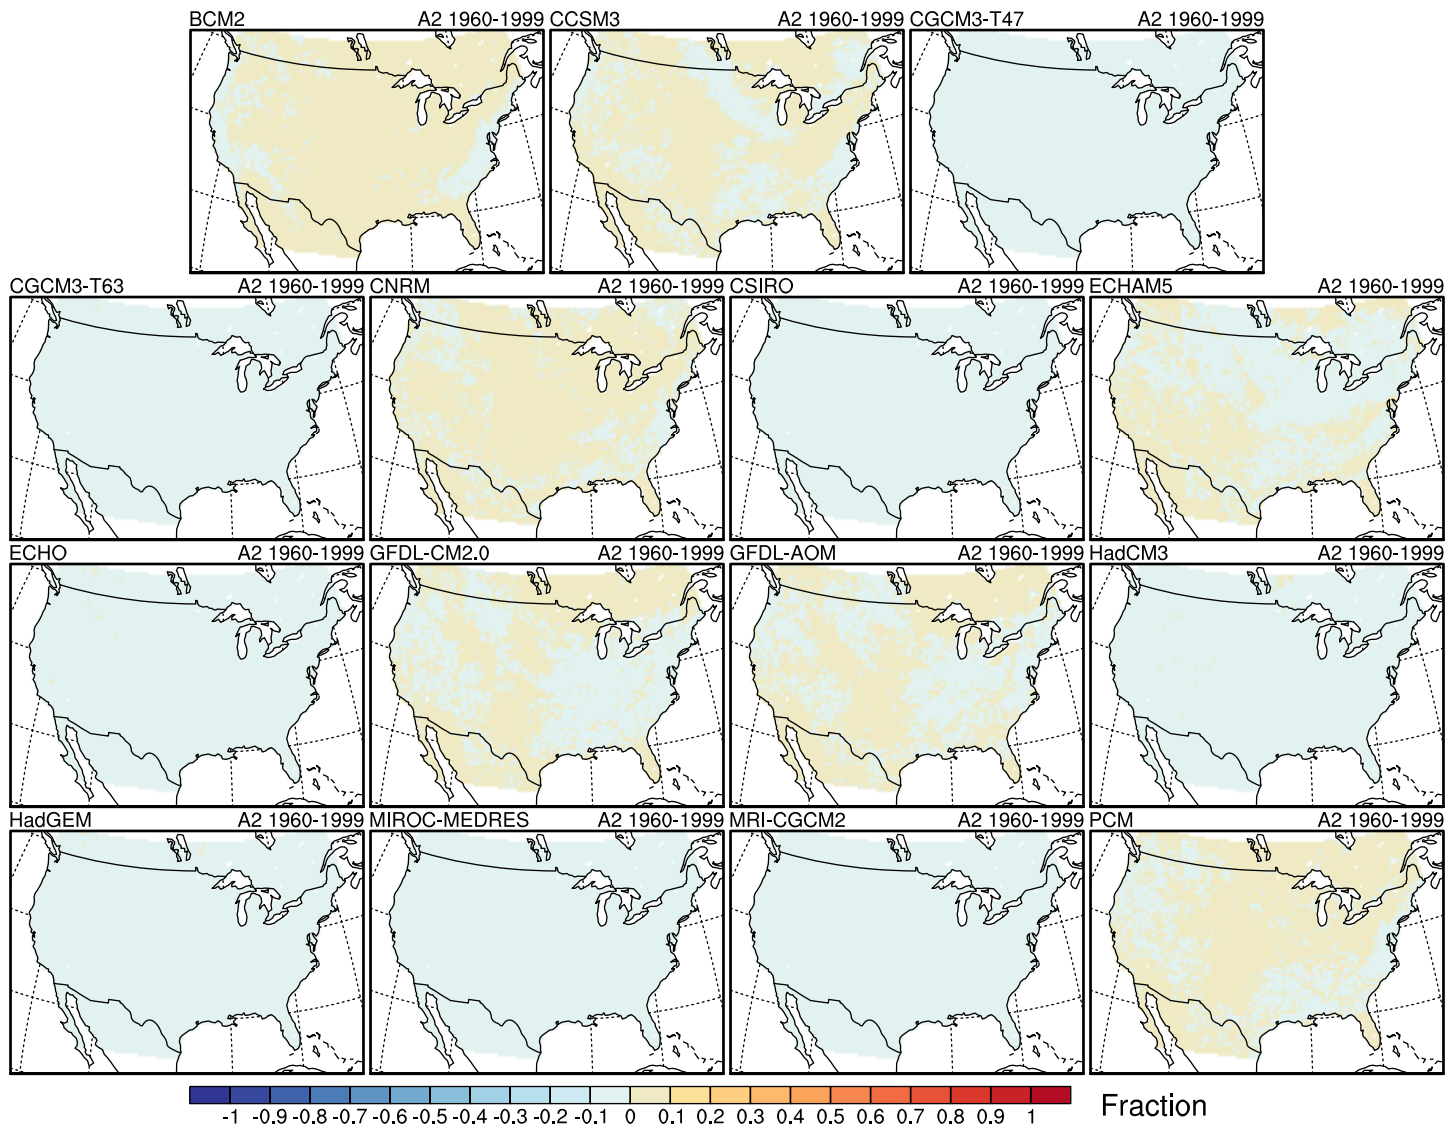 BCM2 A2 1960-1999 CCSM3 A2 1960-1999 CGCM3-T47 A2 1960-1999
CGCM3-T63 A2 1960-1999 CNRM A2 1960-1999 CSIRO A2 1960-1999 ECHAM5 A2 1960-1999
ECHO A2 1960-1999 GFDL-CM2.0 A2 1960-1999 GFDL-AOM A2 1960-1999 HadCM3 A2 1960-1999
HadGEM A2 1960-1999 MIROC-MEDRES A2 1960-1999 MRI-CGCM2 A2 1960-1999 PCM A2 1960-1999
-1 -0.9 -0.8 -0.7 -0.6 -0.5 -0.4 -0.3 -0.2 -0.1 0 0.1 0.2 0.3 0.4 0.5 0.6 0.7 0.8 0.9 1 Fraction